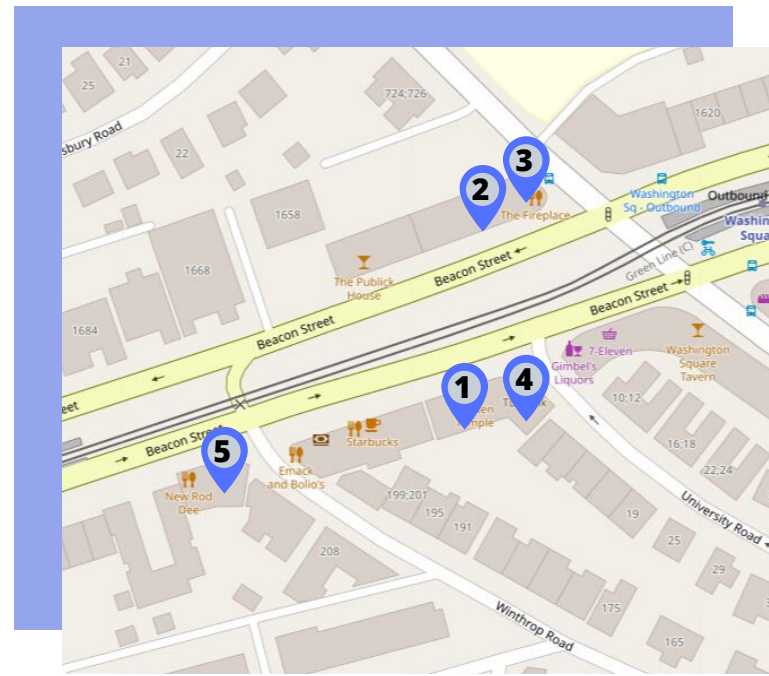 21
25
sbury Road
22
724;726
1620
3
2
The Fireplace
Washington
Sq - Outbound
Outbound
Washin
Squa
1658
1668
1684
The Publick
House
Beacon Street
Beacon Street
Green Line (C)
Beacon Street
7-Eleven
Gimbel's
Liquors
Washington
Square
Tavern
eet
1
4
10;12
Beacon Street
Starbucks
5
Emack
and Bolio's
New Rod
Dee
16;18
22;24
199;201
195
191
19
25
University Road
29
208
175
165
Winthrop Road